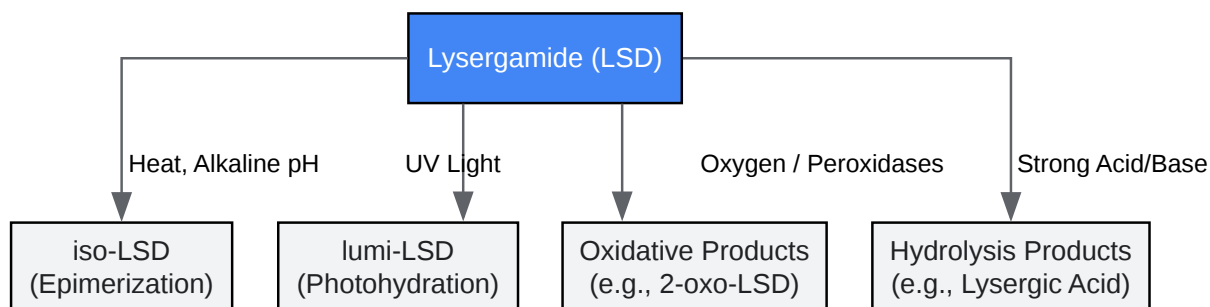 Lysergamide (LSD)
Heat, Alkaline pH
UV Light
Oxygen / Peroxidases
Strong Acid/Base
iso-LSD
(Epimerization)
lumi-LSD
(Photohydration)
Oxidative Products
(e.g., 2-oxo-LSD)
Hydrolysis Products
(e.g., Lysergic Acid)